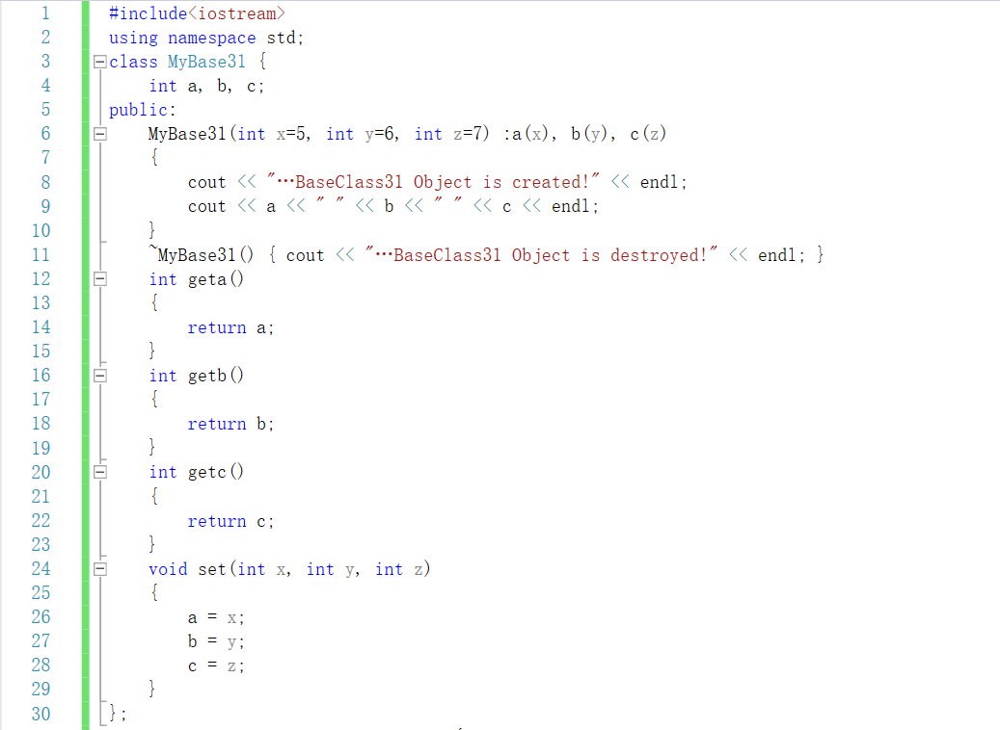 1 #include<iostream>
2 using namespace std;
3 class MyBase31 {
4 int a, b, c;
5 public:
6 MyBase31(int x=5, int y=6, int z=7) :a(x), b(y), c(z)
7 {
8 cout << "…BaseClass31 Object is created!" << endl;
9 cout << a << " " << b << " " << c << endl;
10 }
11 ~MyBase31() { cout << "…BaseClass31 Object is destroyed!" << endl; }
12 int geta()
13 {
14 return a;
15 }
16 int getb()
17 {
18 return b;
19 }
20 int getc()
21 {
22 return c;
23 }
24 void set(int x, int y, int z)
25 {
26 a = x;
27 b = y;
28 c = z;
29 }
30 };